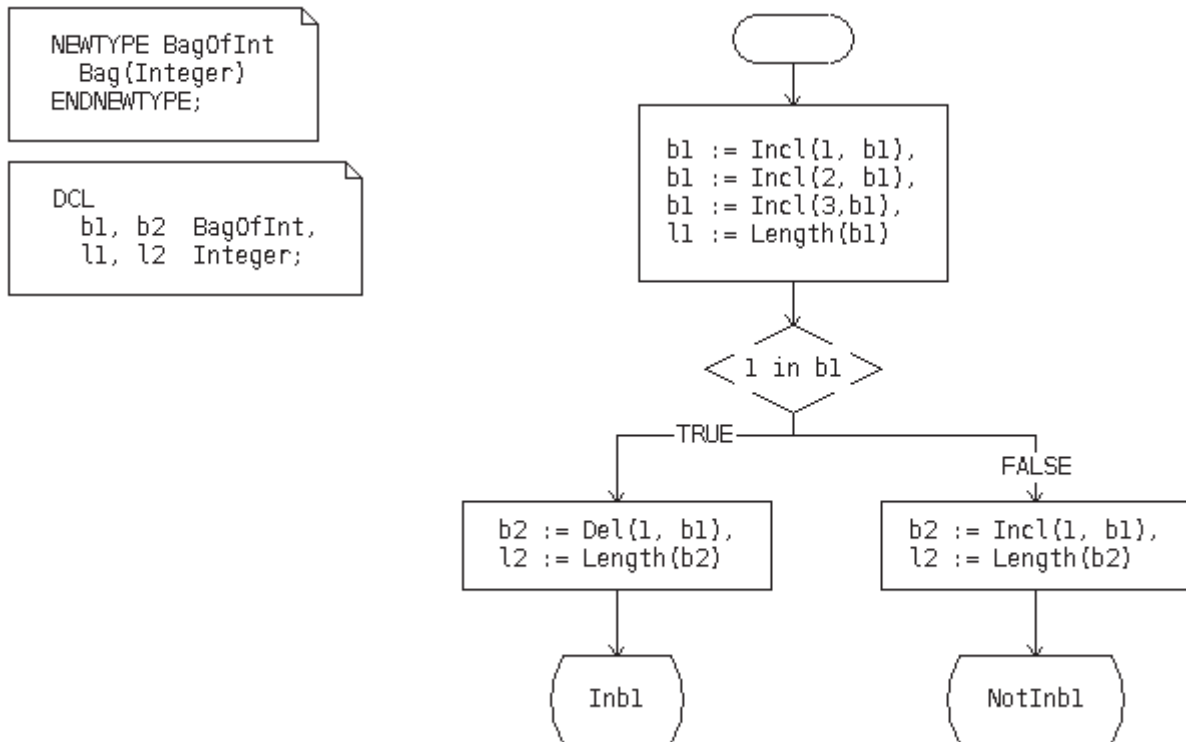 NEWTYPE BagOfInt
Bag(Integer)
ENDNEWTYPE;
DCL
b1, b2 BagOfInt,
l1, l2 Integer;
b1 := Incl(1, b1),
b1 := Incl(2, b1),
b1 := Incl(3,b1),
l1 := Length(b1)
1 in b1
TRUE
FALSE
b2 := Del(1, b1),
l2 := Length(b2)
b2 := Incl(1, b1),
l2 := Length(b2)
Inb1
NotInb1